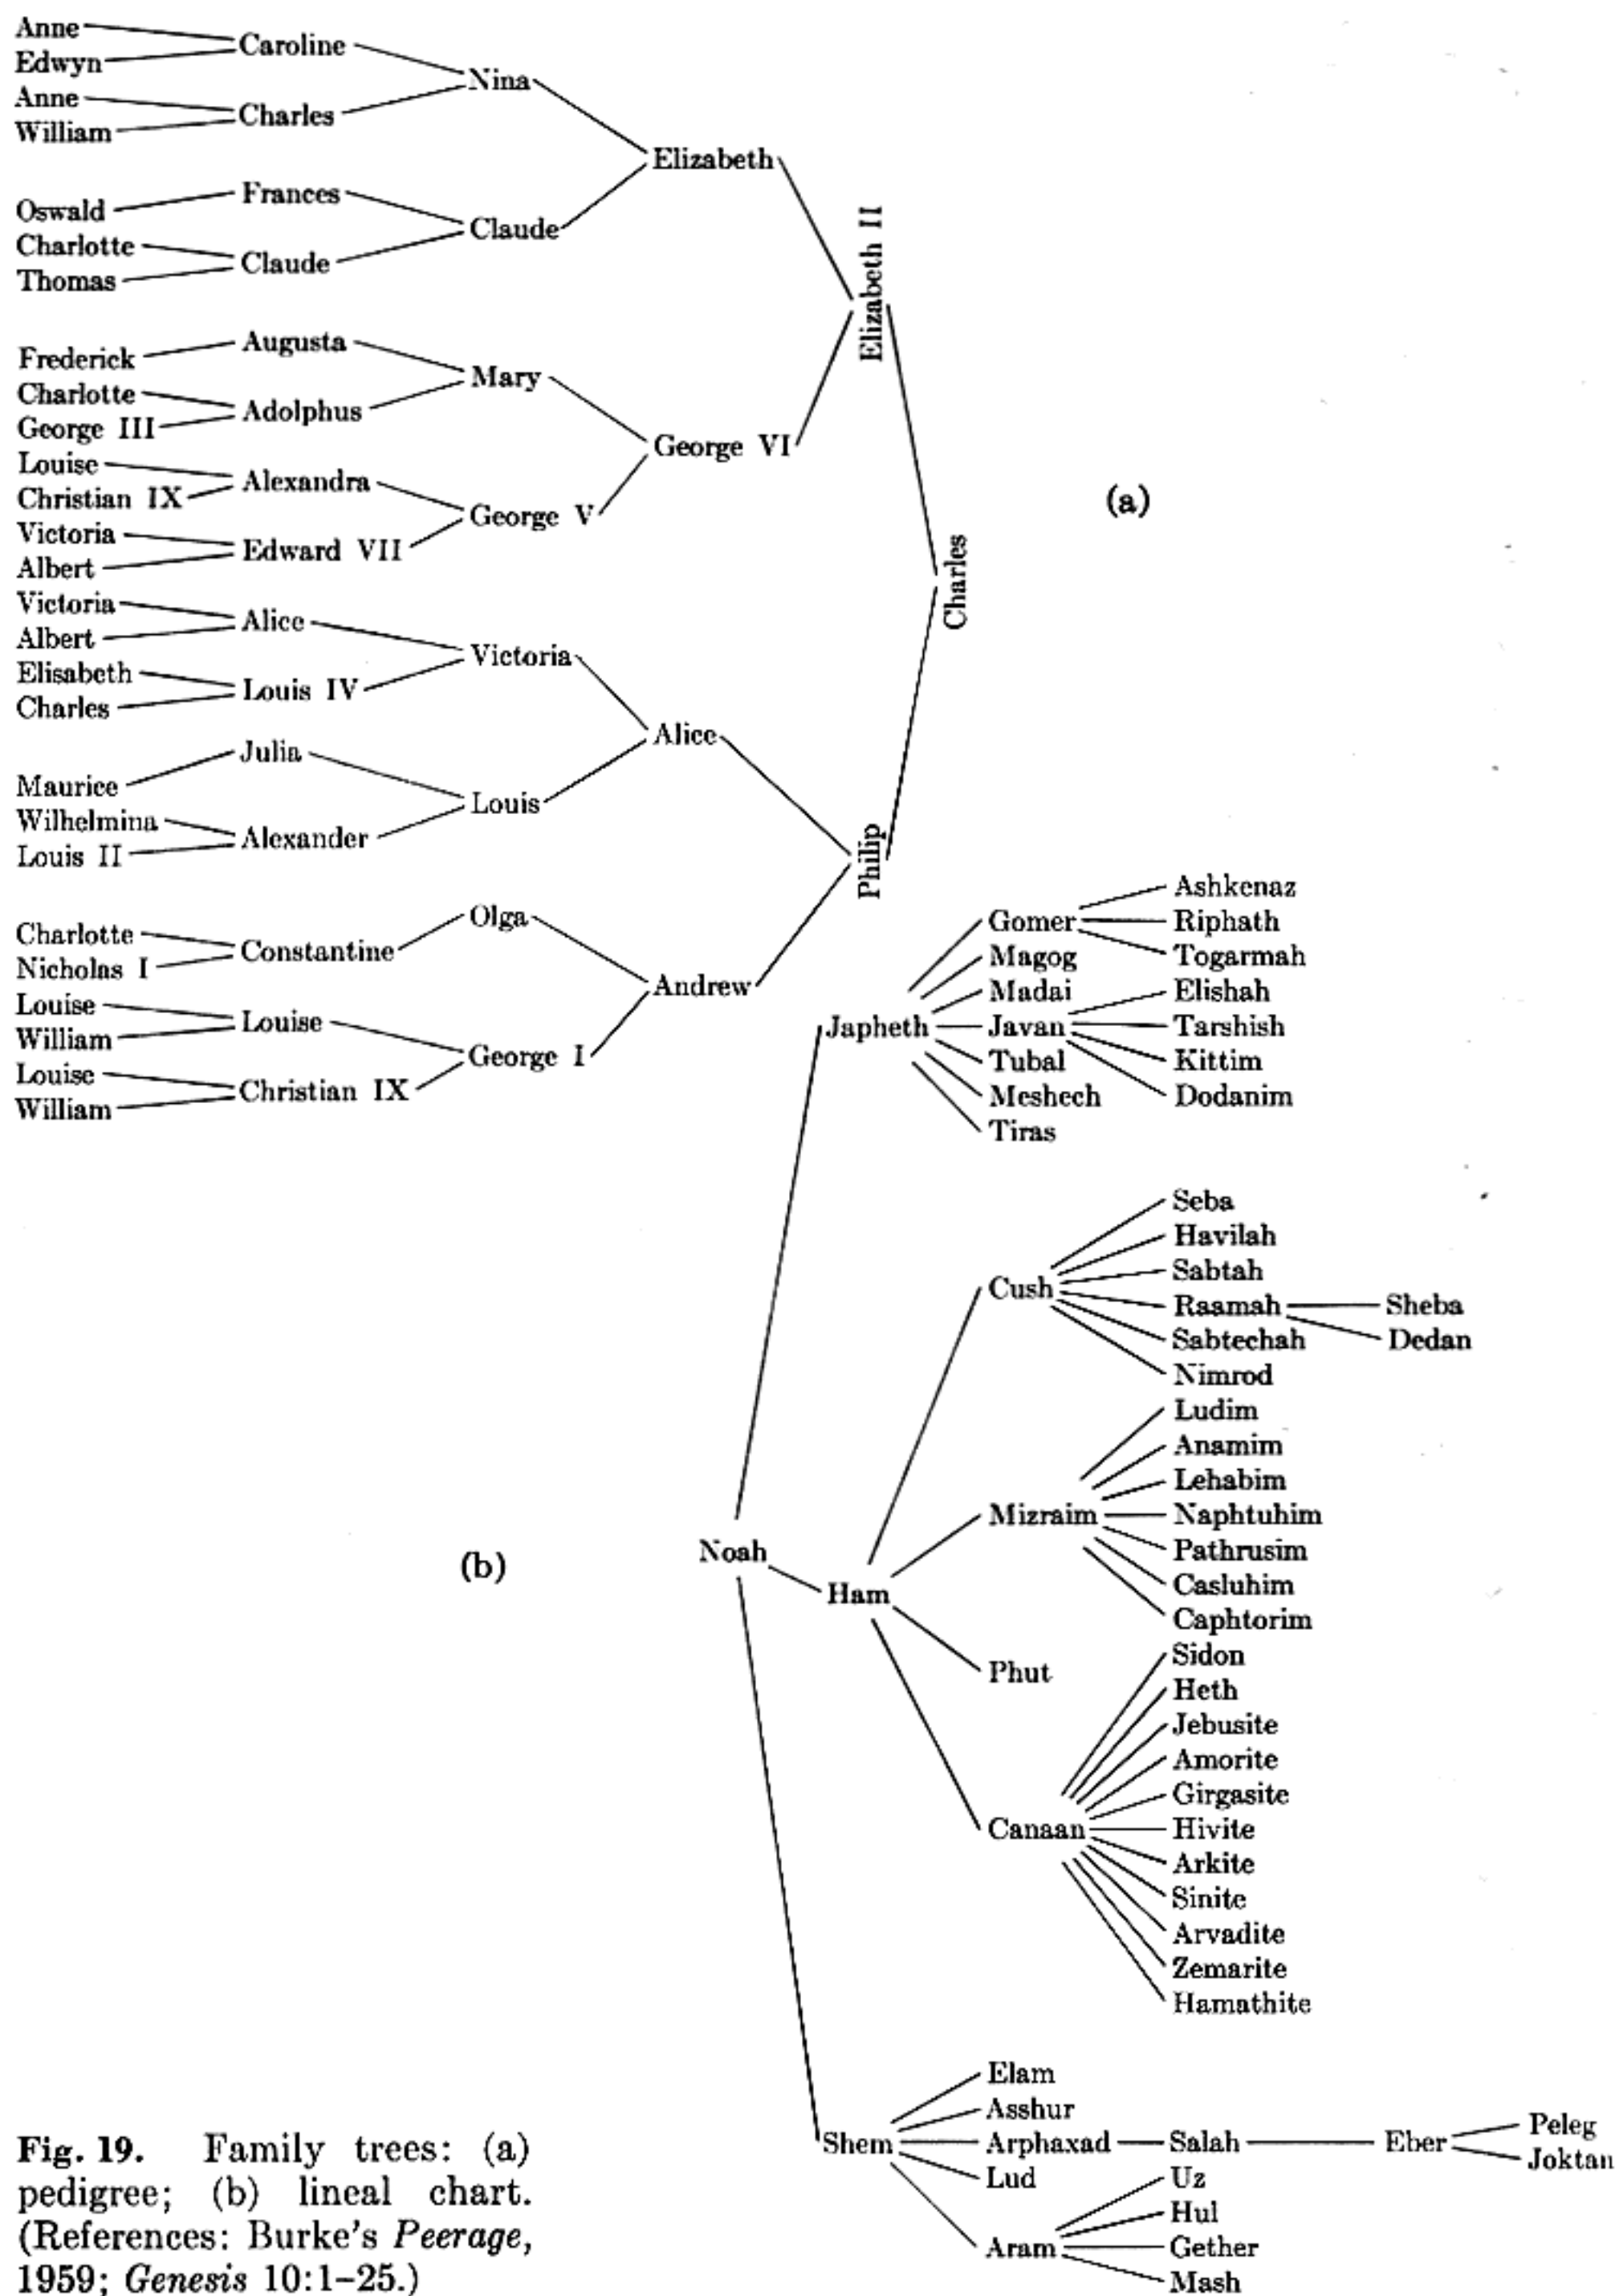 Anne
Edwyn
Caroline
Anne
William
Charles
Nina
Oswald
Frances
Charlotte
Thomas
Claude
Claude
Elizabeth
Frederick
Augusta
Charlotte
George III
Adolphus
Mary
Louise
Christian IX
Alexandra
Victoria
Albert
Edward VII
George V
George VI
Elizabeth II
Victoria
Albert
Alice
Elisabeth
Charles
Louis IV
Victoria
Maurice
Julia
Wilhelmina
Louis II
Alexander
Louis
Alice
Charlotte
Nicholas I
Constantine
Olga
Louise
William
Louise
Louise
William
Christian IX
George I
Andrew
Philip
Charles
(a)
(b)
Noah
Japheth
Gomer
Ashkenaz
Riphath
Togarmah
Magog
Madai
Javan
Elishah
Tarshish
Kittim
Dodanim
Tubal
Meshech
Tiras
Ham
Cush
Seba
Havilah
Sabtah
Raamah
Sheba
Dedan
Sabtechah
Nimrod
Mizraim
Ludim
Anamim
Lehabim
Naphtuhim
Pathrusim
Casluhim
Caphtorim
Phut
Canaan
Sidon
Heth
Jebusite
Amorite
Girgasite
Hivite
Arkite
Sinite
Arvadite
Zemarite
Hamathite
Shem
Elam
Asshur
Arphaxad
Salah
Eber
Peleg
Joktan
Lud
Aram
Uz
Hul
Gether
Mash
Fig. 19. Family trees: (a)
pedigree; (b) lineal chart.
(References: Burke's Peerage,
1959; Genesis 10:1–25.)